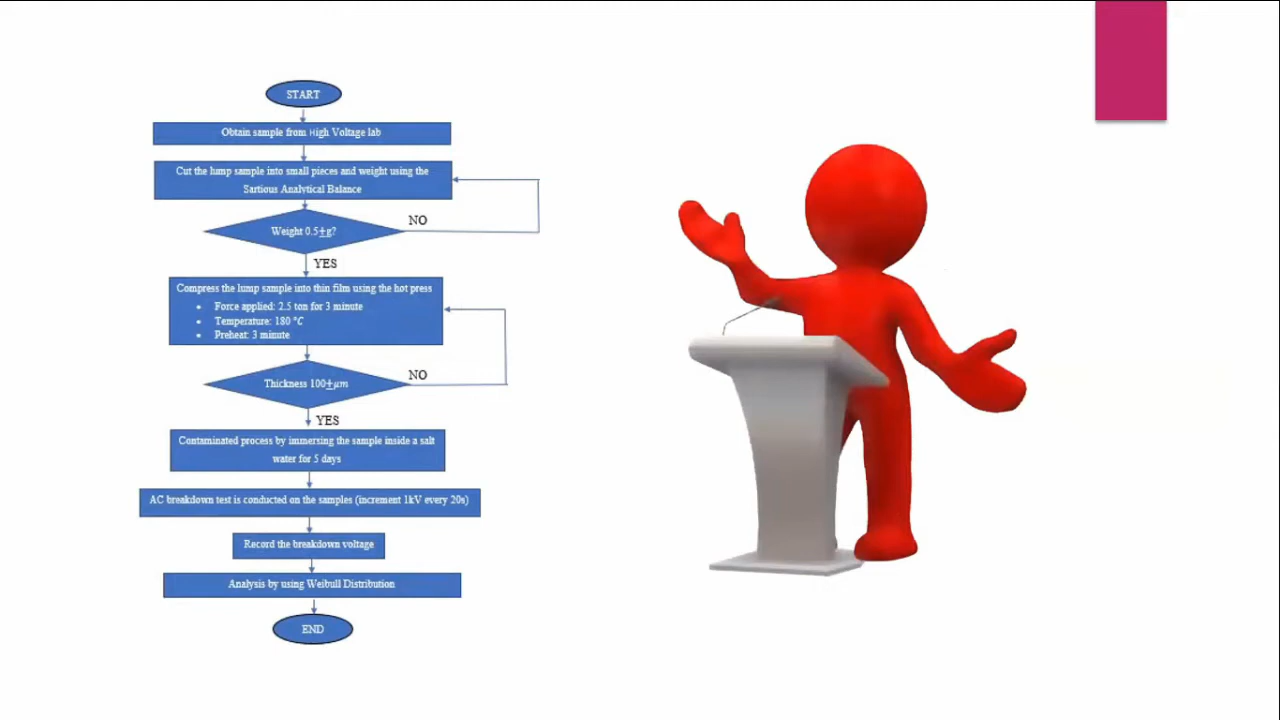 START
Obtain sample from High Voltage lab
Cut the lump sample into small pieces and weight using the
Sartious Analytical Balance
NO
Weight 0.5±g?
YES
Compress the lump sample into thin film using the hot press
• Force applied: 2.5 ton for 3 minute
• Temperature: 180 °C
• Preheat: 3 minute
NO
Thickness 100±μm
YES
Contaminated process by immersing the sample inside a salt
water for 5 days
AC breakdown test is conducted on the samples (increment 1kV every 20s)
Record the breakdown voltage
Analysis by using Weibull Distribution
END